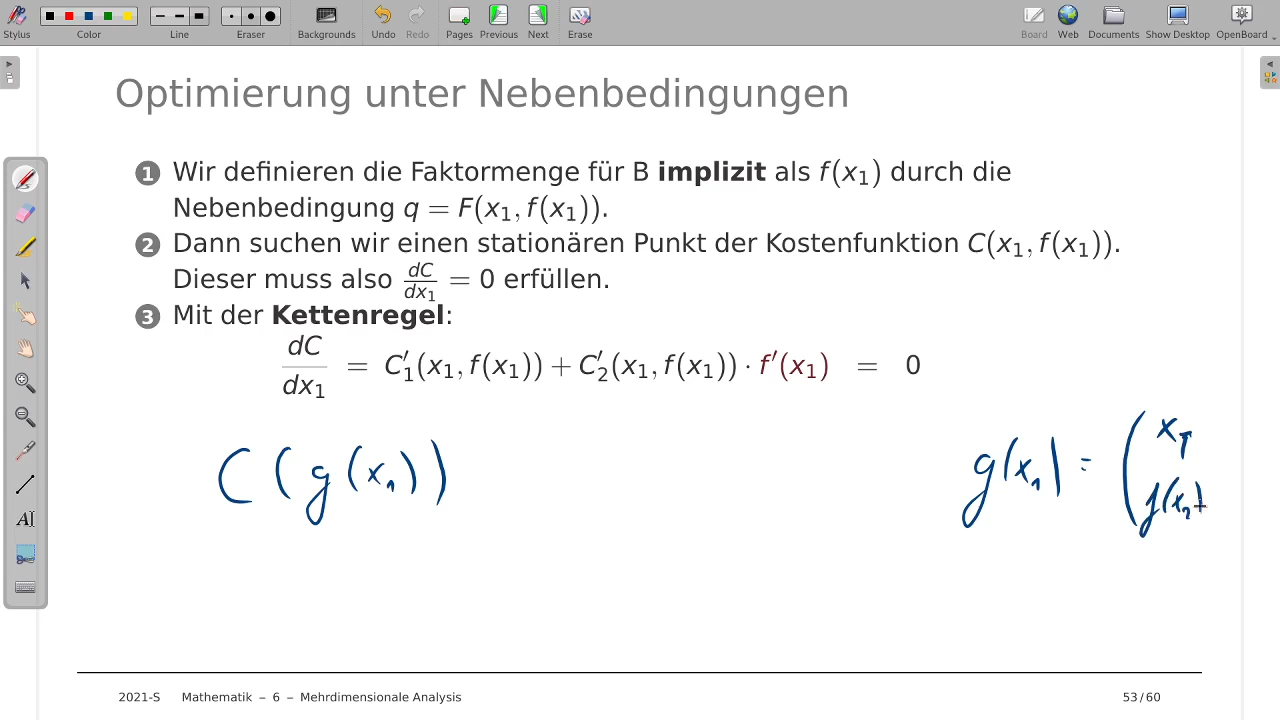 Stylus Color Line Eraser Backgrounds Undo Redo Pages Previous Next Erase Board Web Documents Show Desktop OpenBoard
Optimierung unter Nebenbedingungen
1 Wir definieren die Faktormenge für B implizit als f(x₁) durch die
Nebenbedingung q = F(x₁, f(x₁)).
2 Dann suchen wir einen stationären Punkt der Kostenfunktion C(x₁, f(x₁)).
Dieser muss also dC/dx₁ = 0 erfüllen.
3 Mit der Kettenregel:
dC/dx₁ = C′₁(x₁, f(x₁)) + C′₂(x₁, f(x₁)) · f′(x₁) = 0
C(g(x₁))
g(x₁) = (x₁
f(x₁)
2021-S Mathematik – 6 – Mehrdimensionale Analysis 53/60